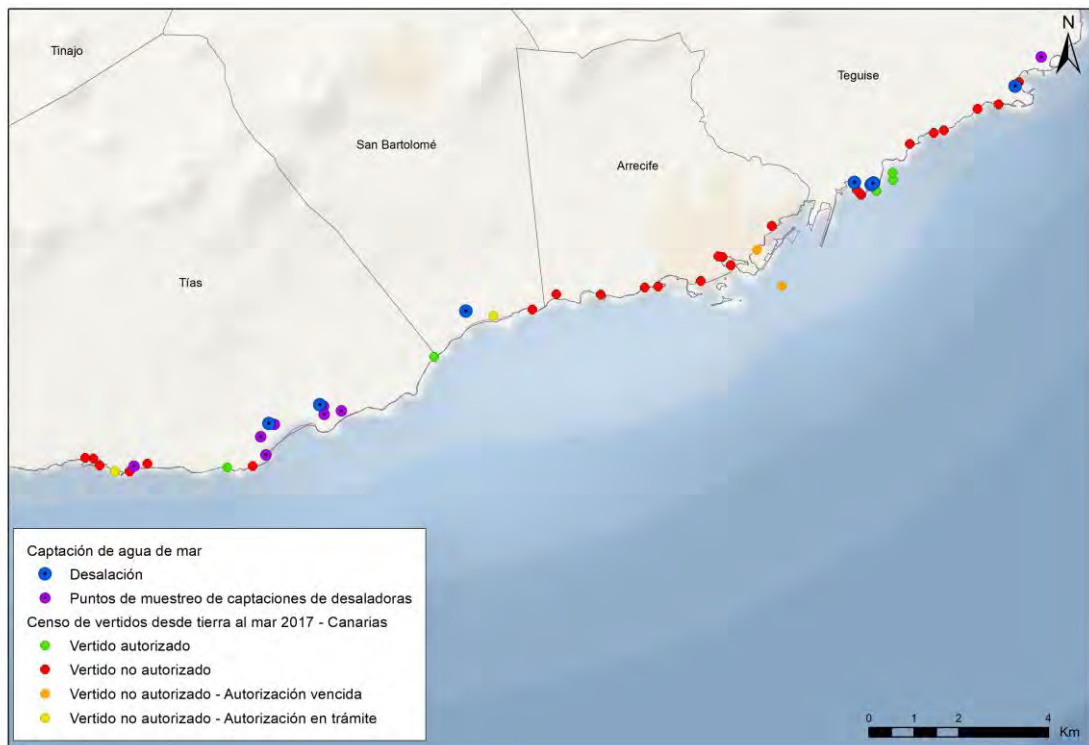 N
Tinajo
Teguise
San Bartolomé
Arrecife
Tías
Captación de agua de mar
Desalación
Puntos de muestreo de captaciones de desaladoras
Censo de vertidos desde tierra al mar 2017 - Canarias
Vertido autorizado
Vertido no autorizado
Vertido no autorizado - Autorización vencida
Vertido no autorizado - Autorización en trámite
0 1 2 4
Km